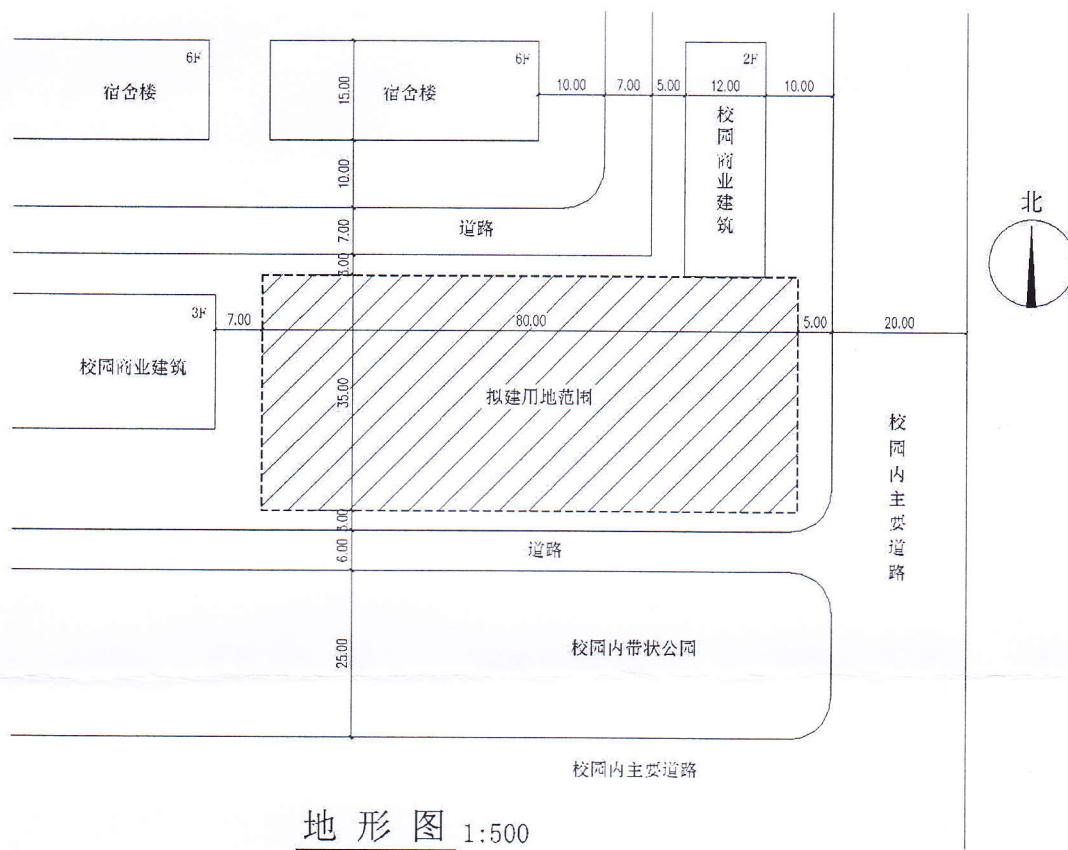 6F
宿舍楼
6F
宿舍楼
15.00
10.00
7.00
5.00
2F
12.00
10.00
校园商业建筑
北
10.00
道路
7.00
3.00
3F
7.00
80.00
5.00
20.00
校园商业建筑
35.00
拟建用地范围
校园内主要道路
3.00
道路
6.00
校园内带状公园
25.00
校园内主要道路
地形图 1:500